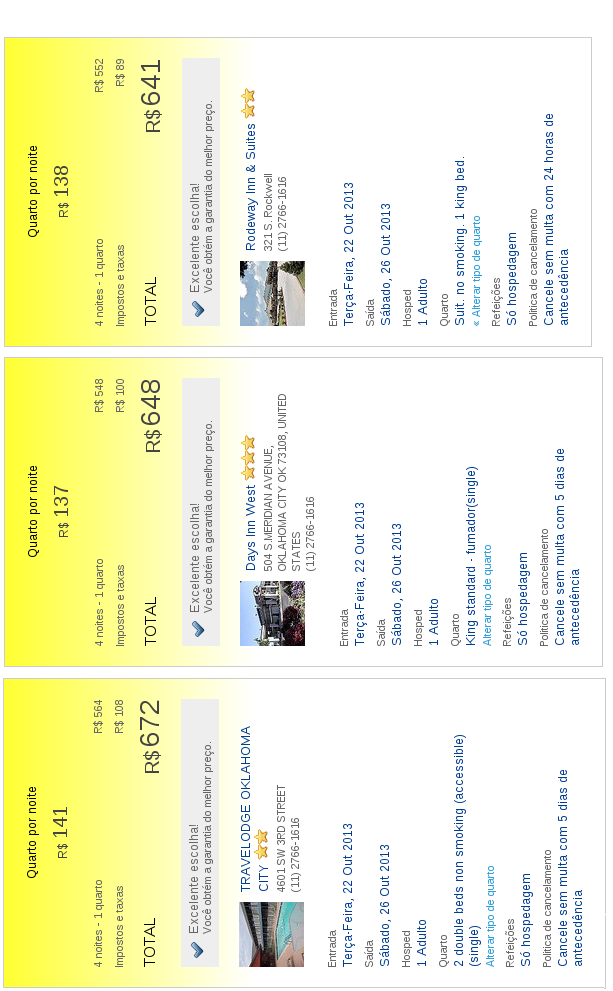 Quarto por noite
R$ 141
4 noites - 1 quarto R$ 564
Impostos e taxas R$ 108
TOTAL R$672
Excelente escolha!
Você obtém a garantia do melhor preço.
TRAVELODGE OKLAHOMA
CITY
4601 SW 3RD STREET
(11) 2766-1616
Entrada
Terça-Feira, 22 Out 2013
Saída
Sábado, 26 Out 2013
Hosped
1 Adulto
Quarto
2 double beds non smoking (accessible)
(single)
Alterar tipo de quarto
Refeições
Só hospedagem
Política de cancelamento
Cancele sem multa com 5 dias de
antecedência
Quarto por noite
R$ 137
4 noites - 1 quarto R$ 548
Impostos e taxas R$ 100
TOTAL R$648
Excelente escolha!
Você obtém a garantia do melhor preço.
Days Inn West
504 S MERIDIAN AVENUE,
OKLAHOMA CITY OK 73108, UNITED
STATES
(11) 2766-1616
Entrada
Terça-Feira, 22 Out 2013
Saída
Sábado, 26 Out 2013
Hosped
1 Adulto
Quarto
King standard - fumador(single)
Alterar tipo de quarto
Refeições
Só hospedagem
Política de cancelamento
Cancele sem multa com 5 dias de
antecedência
Quarto por noite
R$ 138
4 noites - 1 quarto R$ 552
Impostos e taxas R$ 89
TOTAL R$641
Excelente escolha!
Você obtém a garantia do melhor preço.
Rodeway Inn & Suites
321 S. Rockwell
(11) 2766-1616
Entrada
Terça-Feira, 22 Out 2013
Saída
Sábado, 26 Out 2013
Hosped
1 Adulto
Quarto
Suit. no smoking. 1 king bed.
« Alterar tipo de quarto
Refeições
Só hospedagem
Política de cancelamento
Cancele sem multa com 24 horas de
antecedência